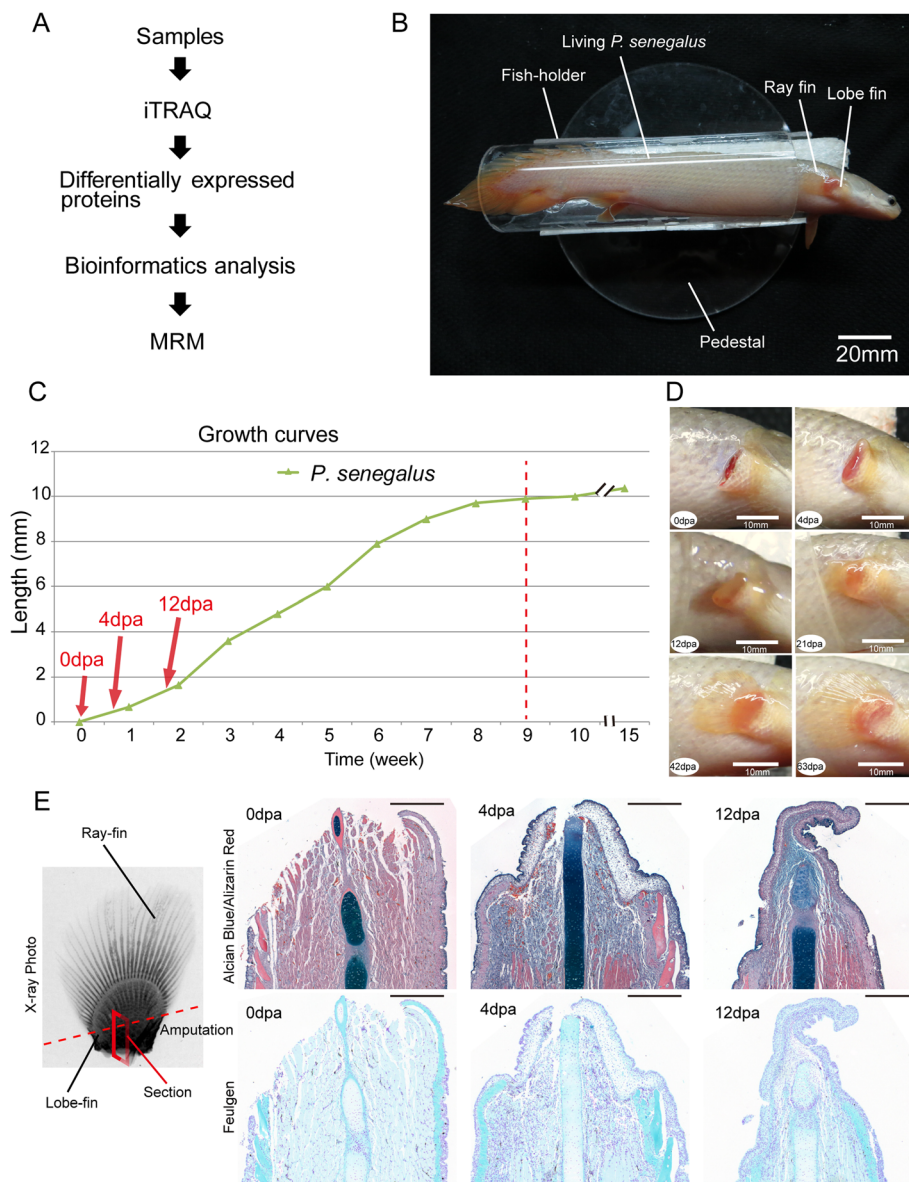 A
Samples
iTRAQ
Differentially expressed
proteins
Bioinformatics analysis
MRM
B
Living P. senegalus
Fish-holder
Ray fin
Lobe fin
Pedestal
20mm
C
Growth curves
P. senegalus
Length (mm)
12
10
8
6
4
2
0
0dpa
4dpa
12dpa
0 1 2 3 4 5 6 7 8 9 10 15
Time (week)
D
0dpa
10mm
4dpa
10mm
12dpa
10mm
21dpa
10mm
42dpa
10mm
63dpa
10mm
E
X-ray Photo
Ray-fin
Amputation
Lobe-fin
Section
Alcian Blue/Alizarin Red
0dpa
4dpa
12dpa
Feulgen
0dpa
4dpa
12dpa